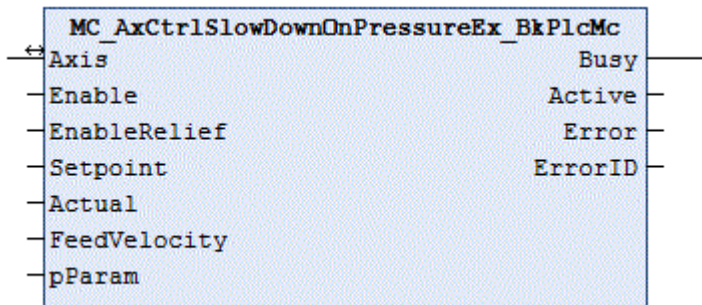 MC_AxCtrlSlowDownOnPressureEx_BkPlcMc
Axis Busy
Enable Active
EnableRelief Error
Setpoint ErrorID
Actual
FeedVelocity
pParam